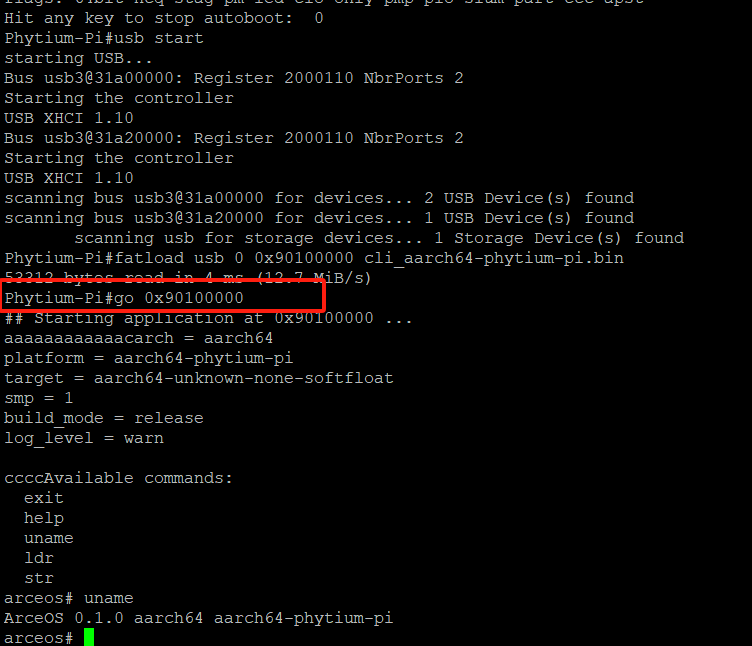 Hit any key to stop autoboot:  0
Phytium-Pi#usb start
starting USB...
Bus usb3@31a00000: Register 2000110 NbrPorts 2
Starting the controller
USB XHCI 1.10
Bus usb3@31a20000: Register 2000110 NbrPorts 2
Starting the controller
USB XHCI 1.10
scanning bus usb3@31a00000 for devices... 2 USB Device(s) found
scanning bus usb3@31a20000 for devices... 1 USB Device(s) found
       scanning usb for storage devices... 1 Storage Device(s) found
Phytium-Pi#fatload usb 0 0x90100000 cli_aarch64-phytium-pi.bin
53312 bytes read in 4 ms (12.7 MiB/s)
Phytium-Pi#go 0x90100000
## Starting application at 0x90100000 ...
aaaaaaaaaaaacarch = aarch64
platform = aarch64-phytium-pi
target = aarch64-unknown-none-softfloat
smp = 1
build_mode = release
log_level = warn

ccccAvailable commands:
  exit
  help
  uname
  ldr
  str
arceos# uname
ArceOS 0.1.0 aarch64 aarch64-phytium-pi
arceos#